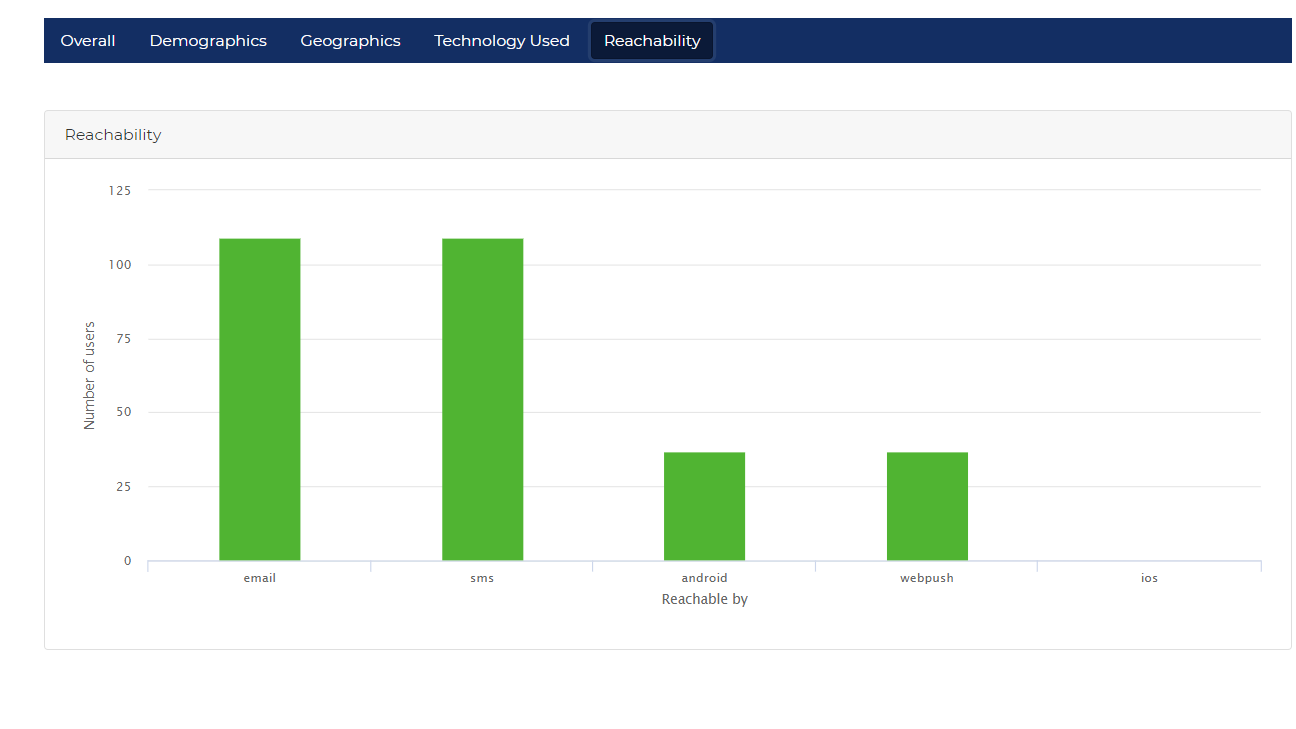 Overall Demographics Geographics Technology Used Reachability
Reachability
125
100
75
50
25
0
Number of users
email sms android webpush ios
Reachable by